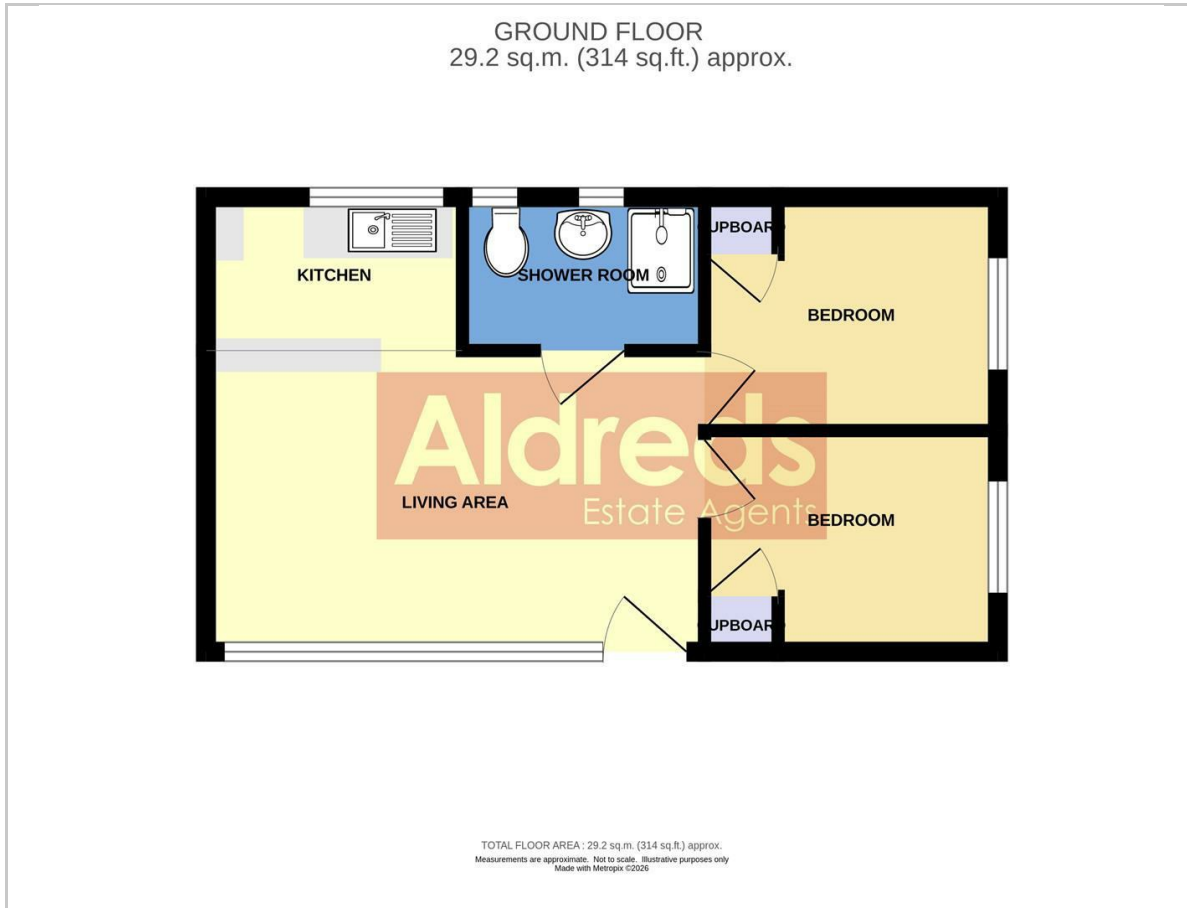 GROUND FLOOR
29.2 sq.m. (314 sq.ft.) approx.
UPBOAR
KITCHEN
SHOWER ROOM
BEDROOM
Aldreds
LIVING AREA
Estate Agents
BEDROOM
UPBOAR
TOTAL FLOOR AREA : 29.2 sq.m. (314 sq.ft.) approx.
Measurements are approximate. Not to scale. Illustrative purposes only
Made with Metropix ©2026